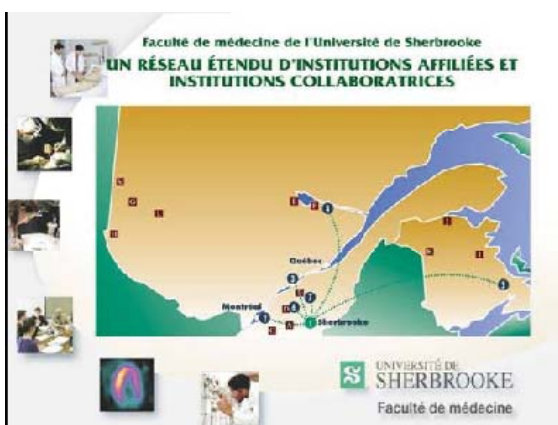 Faculté de médecine de l'Université de Sherbrooke
UN RÉSEAU ÉTENDU D'INSTITUTIONS AFFILIÉES ET
INSTITUTIONS COLLABORATRICES
Québec
Montréal
Sherbrooke
S
UNIVERSITÉ DE
SHERBROOKE
Faculté de médecine